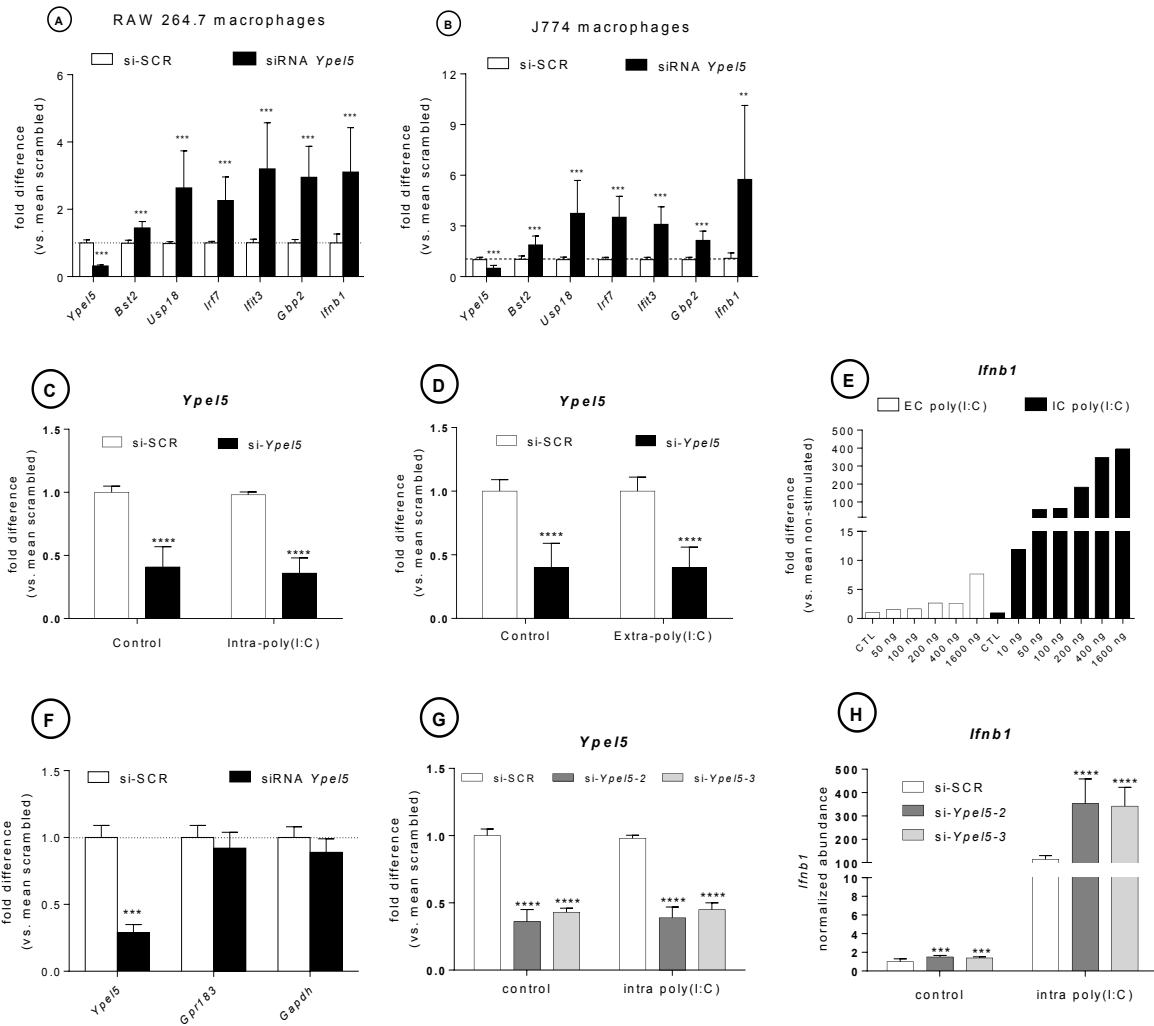 A
RAW 264.7 macrophages
si-SCR
siRNA Ypel5
fold difference
(vs. mean scrambled)
6
4
2
0
***
***
***
***
***
***
***
Ypel5
Bst2
Usp18
Irf7
Ifit3
Gbp2
Ifnb1
B
J774 macrophages
si-SCR
siRNA Ypel5
fold difference
(vs. mean scrambled)
12
9
6
3
0
***
***
***
***
***
***
**
Ypel5
Bst2
Usp18
Irf7
Ifit3
Gbp2
Ifnb1
C
Ypel5
si-SCR
si-Ypel5
fold difference
(vs. mean scrambled)
1.5
1.0
0.5
0.0
****
****
Control
Intra-poly(I:C)
D
Ypel5
si-SCR
si-Ypel5
fold difference
(vs. mean scrambled)
1.5
1.0
0.5
0.0
****
****
Control
Extra-poly(I:C)
E
Ifnb1
EC poly(I:C)
IC poly(I:C)
fold difference
(vs. mean non-stimulated)
500
400
300
200
100
15
10
5
0
CTL
50 ng
100 ng
200 ng
400 ng
1600 ng
CTL
10 ng
50 ng
100 ng
200 ng
400 ng
1600 ng
F
si-SCR
siRNA Ypel5
fold difference
(vs. mean scrambled)
1.5
1.0
0.5
0.0
***
Ypel5
Gpr183
Gapdh
G
Ypel5
si-SCR
si-Ypel5-2
si-Ypel5-3
fold difference
(vs. mean scrambled)
1.5
1.0
0.5
0.0
****
****
****
****
control
intra poly(I:C)
H
Ifnb1
si-SCR
si-Ypel5-2
si-Ypel5-3
Ifnb1
normalized abundance
500
400
300
200
100
10
8
6
4
2
0
***
***
****
****
control
intra poly(I:C)